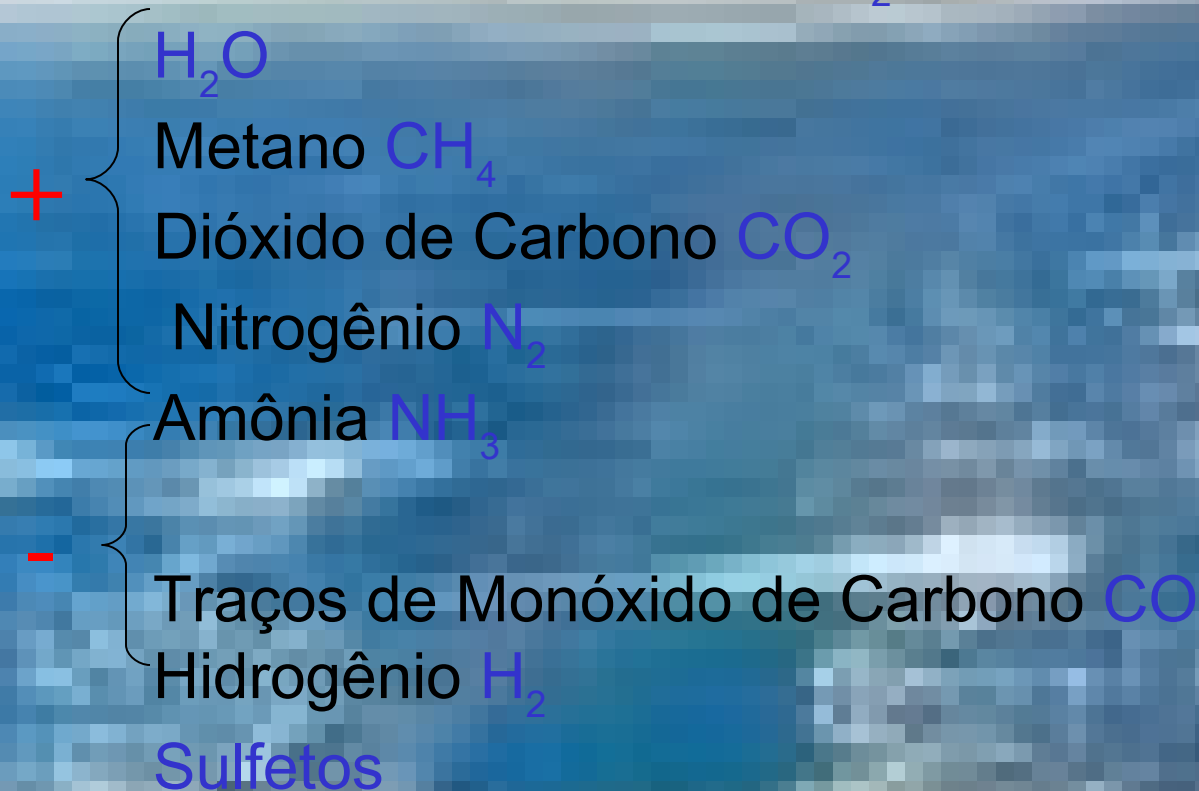 2
H₂O
Metano CH₄
+
Dióxido de Carbono CO₂
Nitrogênio N₂
Amônia NH₃
-
Traços de Monóxido de Carbono CO
Hidrogênio H₂
Sulfetos